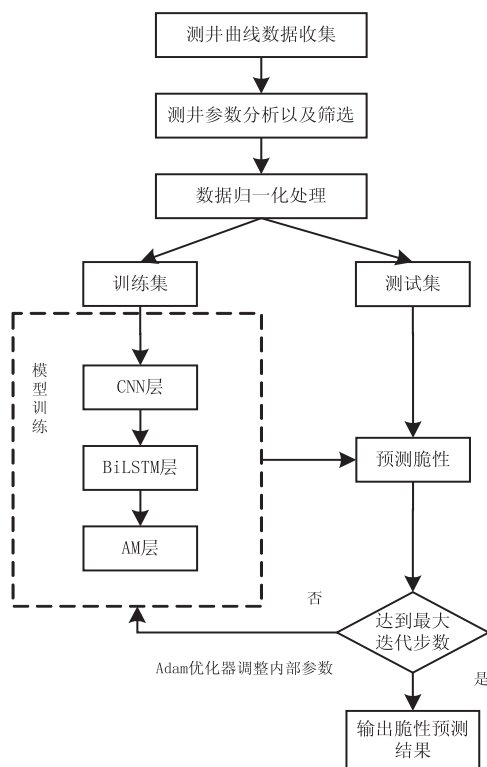 测井曲线数据收集
测井参数分析以及筛选
数据归一化处理
训练集
测试集
模型训练
CNN层
BiLSTM层
AM层
预测脆性
否
达到最大
迭代步数
Adam优化器调整内部参数
是
输出脆性预测
结果